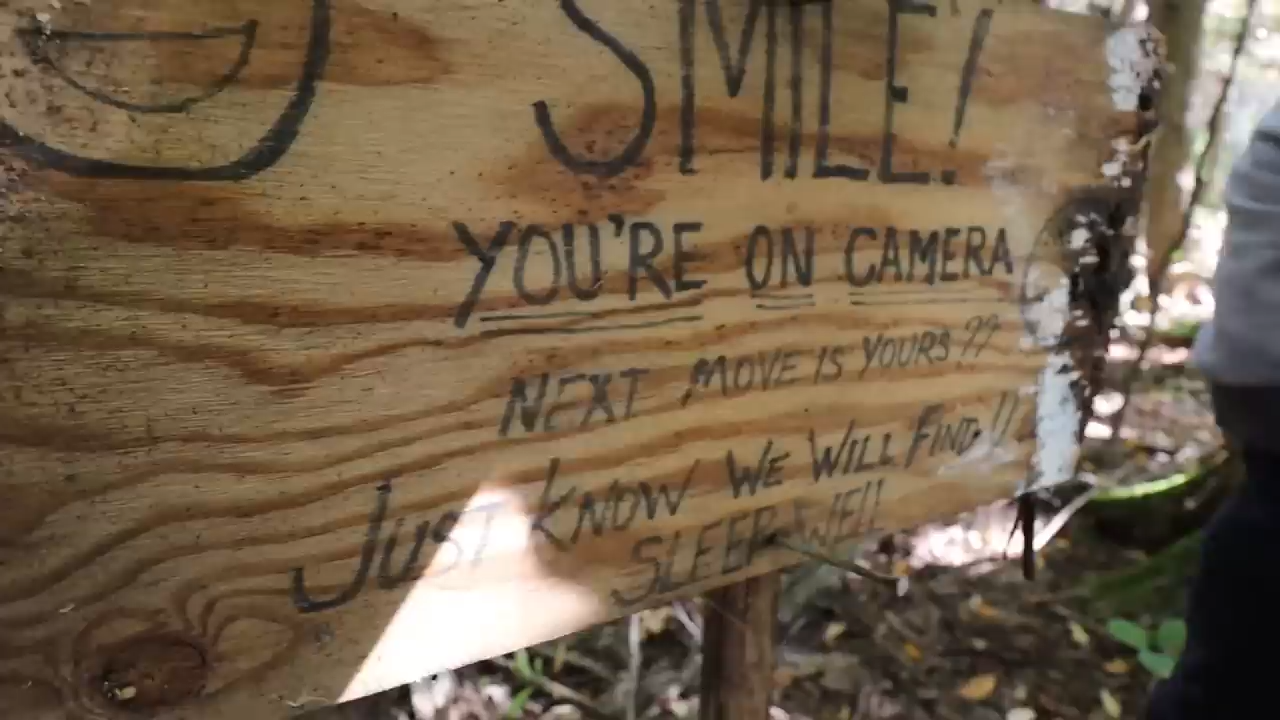 SMILE!
YOU'RE ON CAMERA
NEXT MOVE IS YOURS??
JUST KNOW WE WILL FIND!!
SLEEP WELL